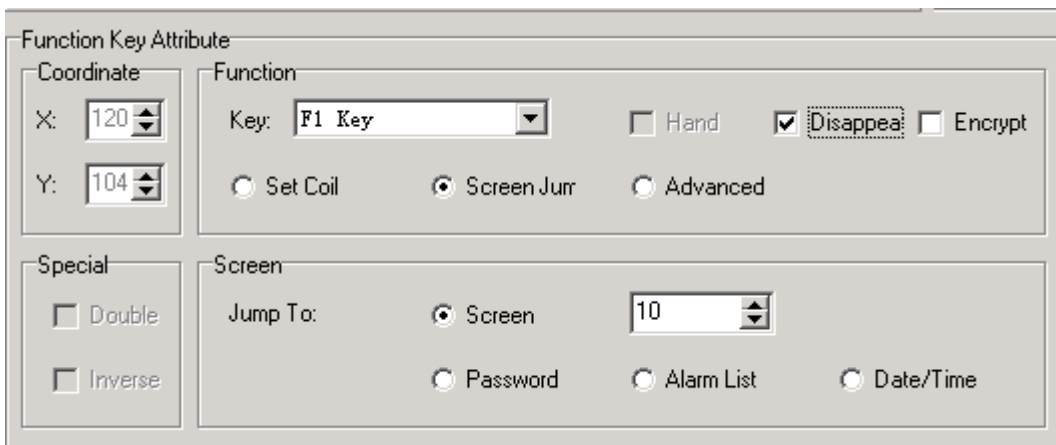 Function Key Attribute
Coordinate
Function
X: 120
Key: F1 Key
Hand
Disappea
Encrypt
Y: 104
Set Coil
Screen Jum
Advanced
Special
Screen
Double
Jump To:
Screen
10
Inverse
Password
Alarm List
Date/Time